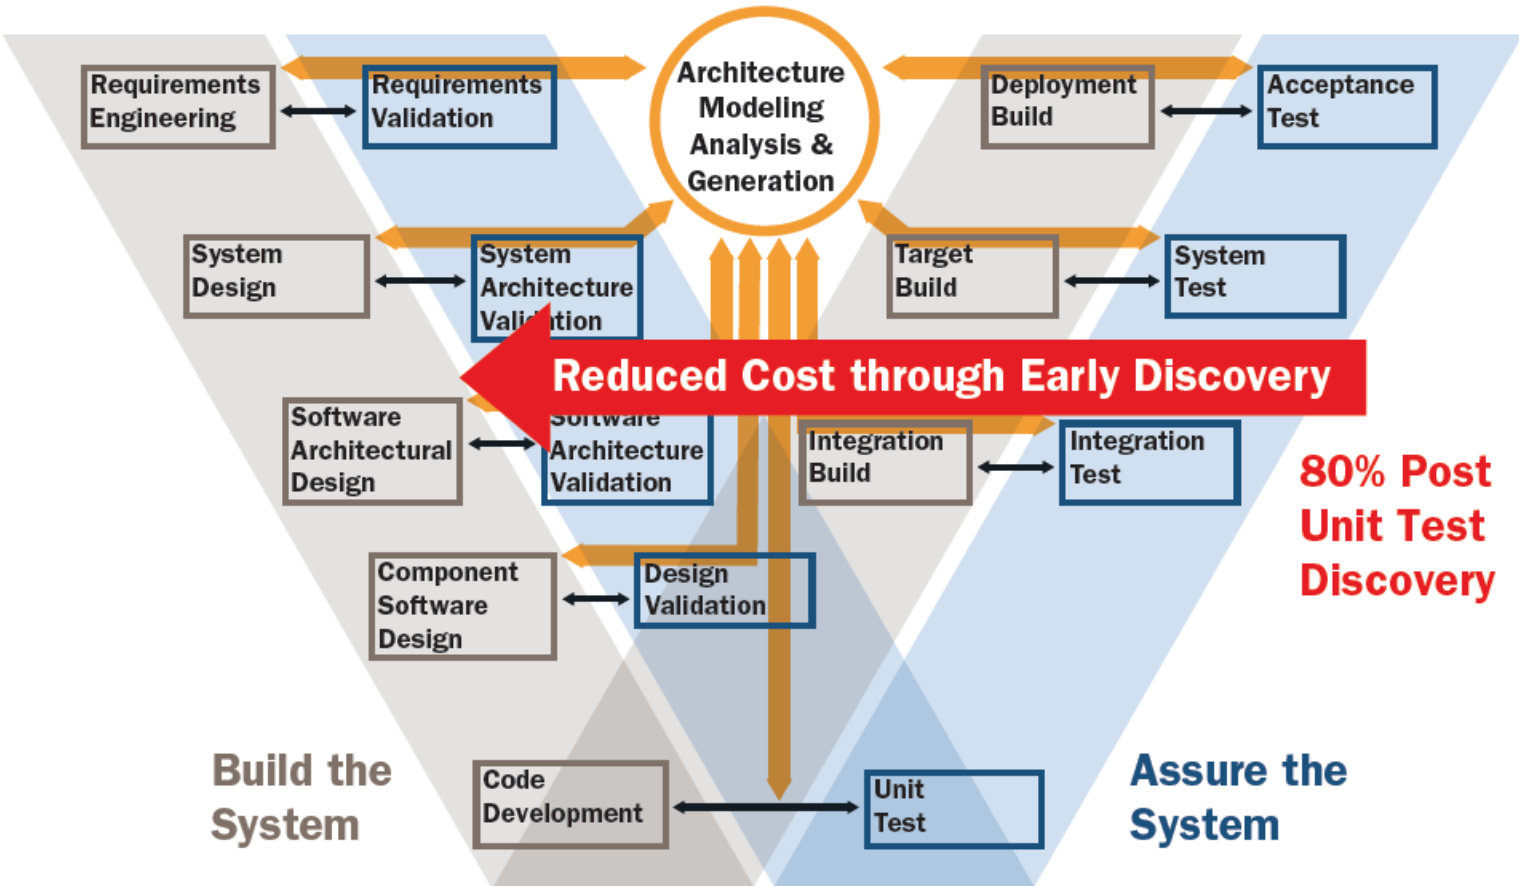 Architecture
Modeling
Analysis &
Generation
Requirements
Engineering
Requirements
Validation
Deployment
Build
Acceptance
Test
System
Design
System
Architecture
Validation
Target
Build
System
Test
Reduced Cost through Early Discovery
Software
Architectural
Design
Software
Architecture
Validation
Integration
Build
Integration
Test
80% Post
Unit Test
Discovery
Component
Software
Design
Design
Validation
Build the
System
Code
Development
Unit
Test
Assure the
System